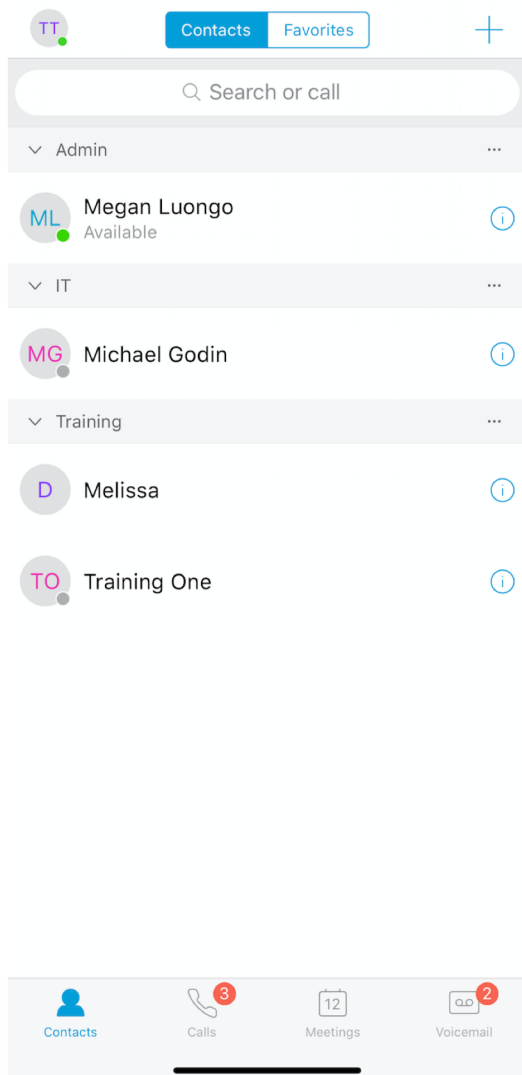 TT
Contacts
Favorites
Search or call
Admin
ML
Megan Luongo
Available
IT
MG
Michael Godin
Training
D
Melissa
TO
Training One
3
12
2
Contacts
Calls
Meetings
Voicemail